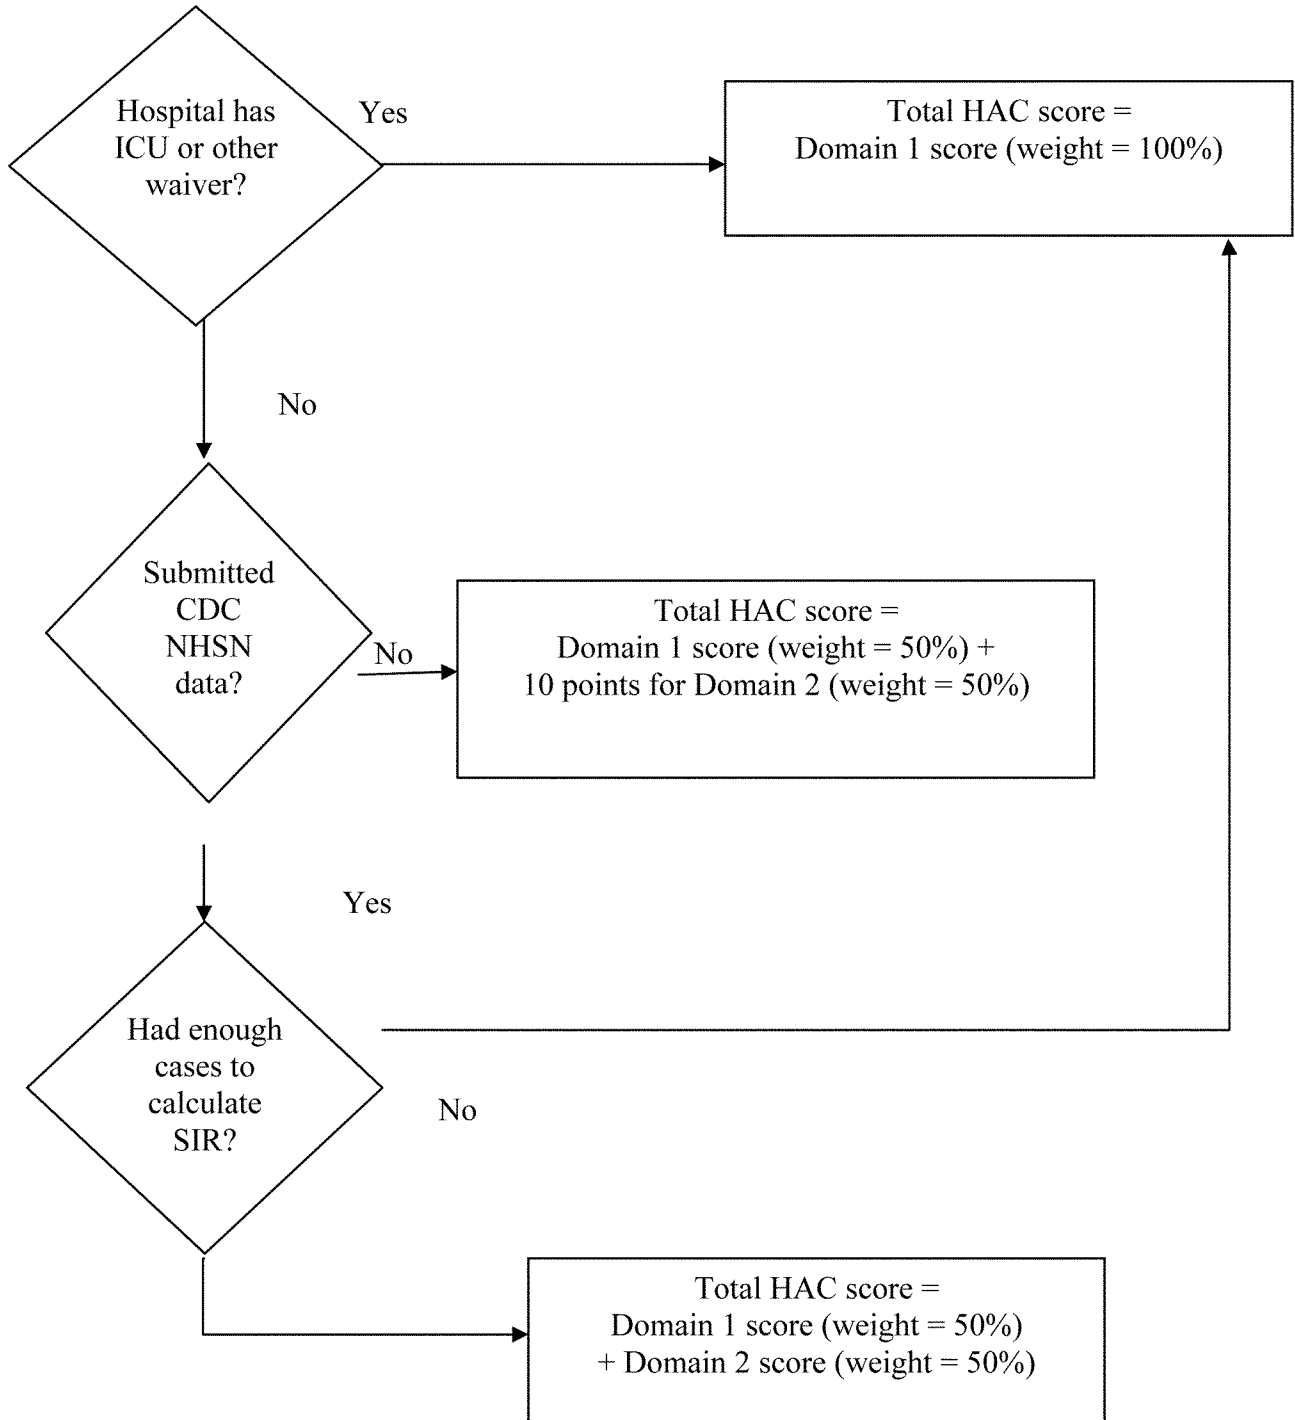 Hospital has
ICU or other
waiver?
Yes
Total HAC score =
Domain 1 score (weight = 100%)
No
Submitted
CDC
NHSN
data?
No
Total HAC score =
Domain 1 score (weight = 50%) +
10 points for Domain 2 (weight = 50%)
Yes
Had enough
cases to
calculate
SIR?
No
Total HAC score =
Domain 1 score (weight = 50%)
+ Domain 2 score (weight = 50%)